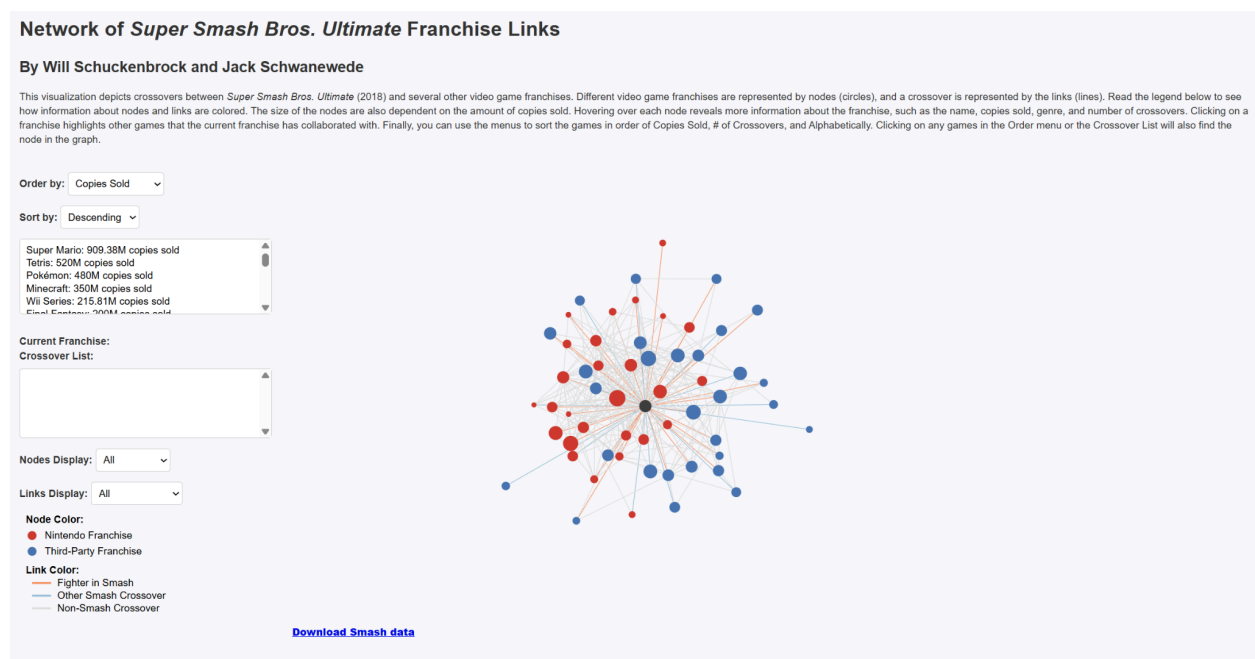 Network of Super Smash Bros. Ultimate Franchise Links
By Will Schuckenbrock and Jack Schwanewede
This visualization depicts crossovers between Super Smash Bros. Ultimate (2018) and several other video game franchises. Different video game franchises are represented by nodes (circles), and a crossover is represented by the links (lines). Read the legend below to see
how information about nodes and links are colored. The size of the nodes are also dependent on the amount of copies sold. Hovering over each node reveals more information about the franchise, such as the name, copies sold, genre, and number of crossovers. Clicking on a
franchise highlights other games that the current franchise has collaborated with. Finally, you can use the menus to sort the games in order of Copies Sold, # of Crossovers, and Alphabetically. Clicking on any games in the Order menu or the Crossover List will also find the
node in the graph.
Order by: Copies Sold
Sort by: Descending
Super Mario: 909.38M copies sold
Tetris: 520M copies sold
Pokémon: 480M copies sold
Minecraft: 350M copies sold
Wii Series: 215.81M copies sold
Final Fantasy: 200M copies sold
Current Franchise:
Crossover List:
Nodes Display: All
Links Display: All
Node Color:
Nintendo Franchise
Third-Party Franchise
Link Color:
Fighter in Smash
Other Smash Crossover
Non-Smash Crossover
Download Smash data